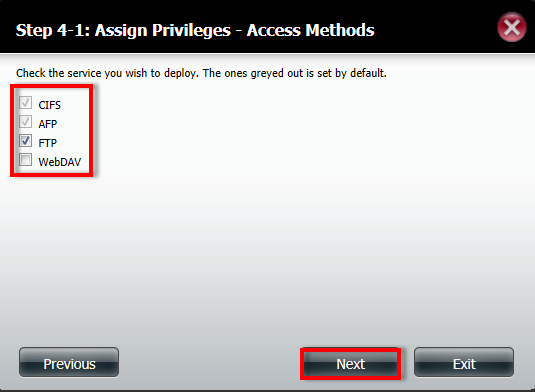 Step 4-1: Assign Privileges - Access Methods
Check the service you wish to deploy. The ones greyed out is set by default.
CIFS
AFP
FTP
WebDAV
Previous
Next
Exit